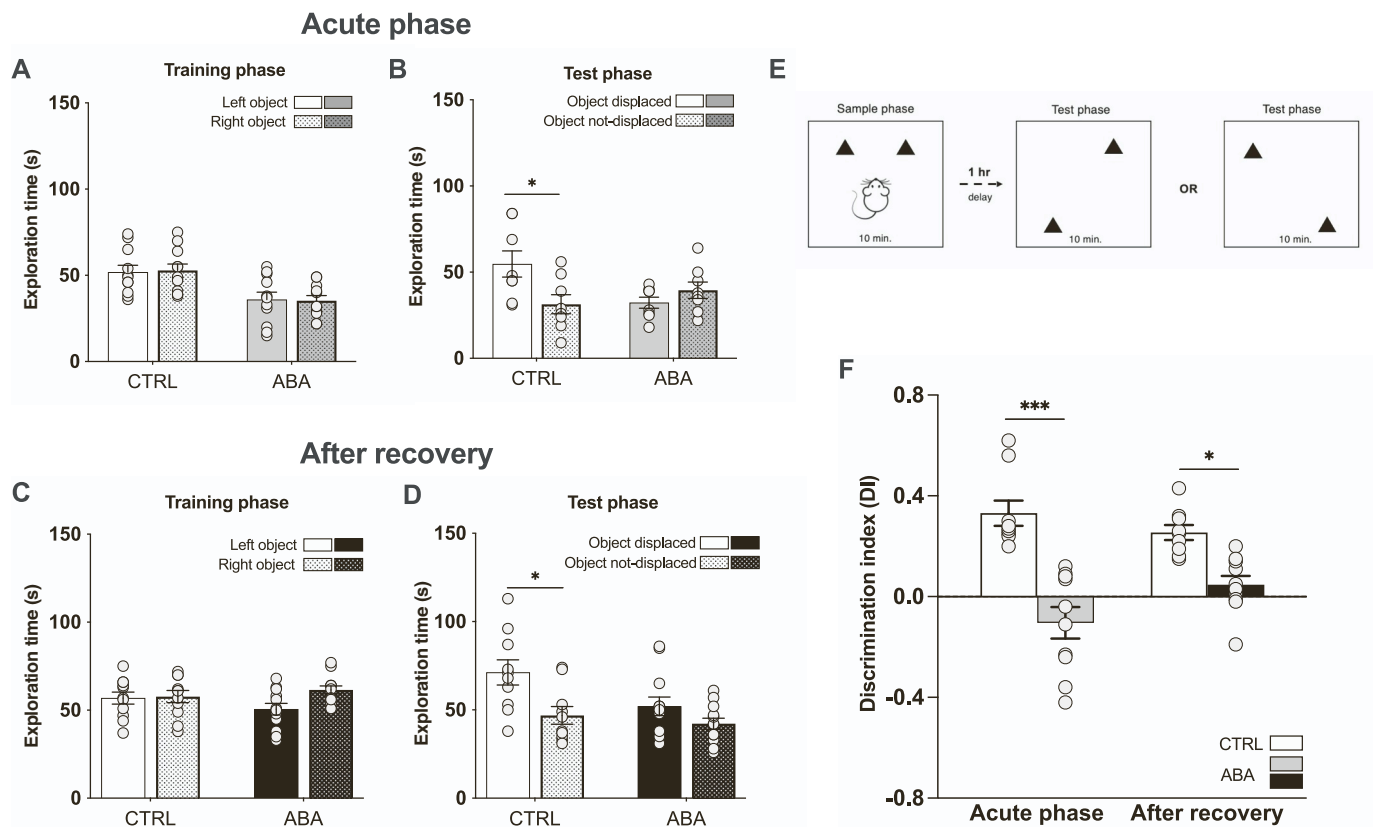 Acute phase
A
Training phase
Left object
Right object
Exploration time (s)
150
100
50
0
CTRL
ABA
B
Test phase
Object displaced
Object not-displaced
Exploration time (s)
150
100
50
0
*
CTRL
ABA
E
Sample phase
10 min.
1 hr
delay
Test phase
10 min.
OR
Test phase
10 min.
After recovery
C
Training phase
Left object
Right object
Exploration time (s)
150
100
50
0
CTRL
ABA
D
Test phase
Object displaced
Object not-displaced
Exploration time (s)
150
100
50
0
*
CTRL
ABA
F
Discrimination index (DI)
0.8
0.4
0.0
-0.4
-0.8
***
*
CTRL
ABA
Acute phase
After recovery